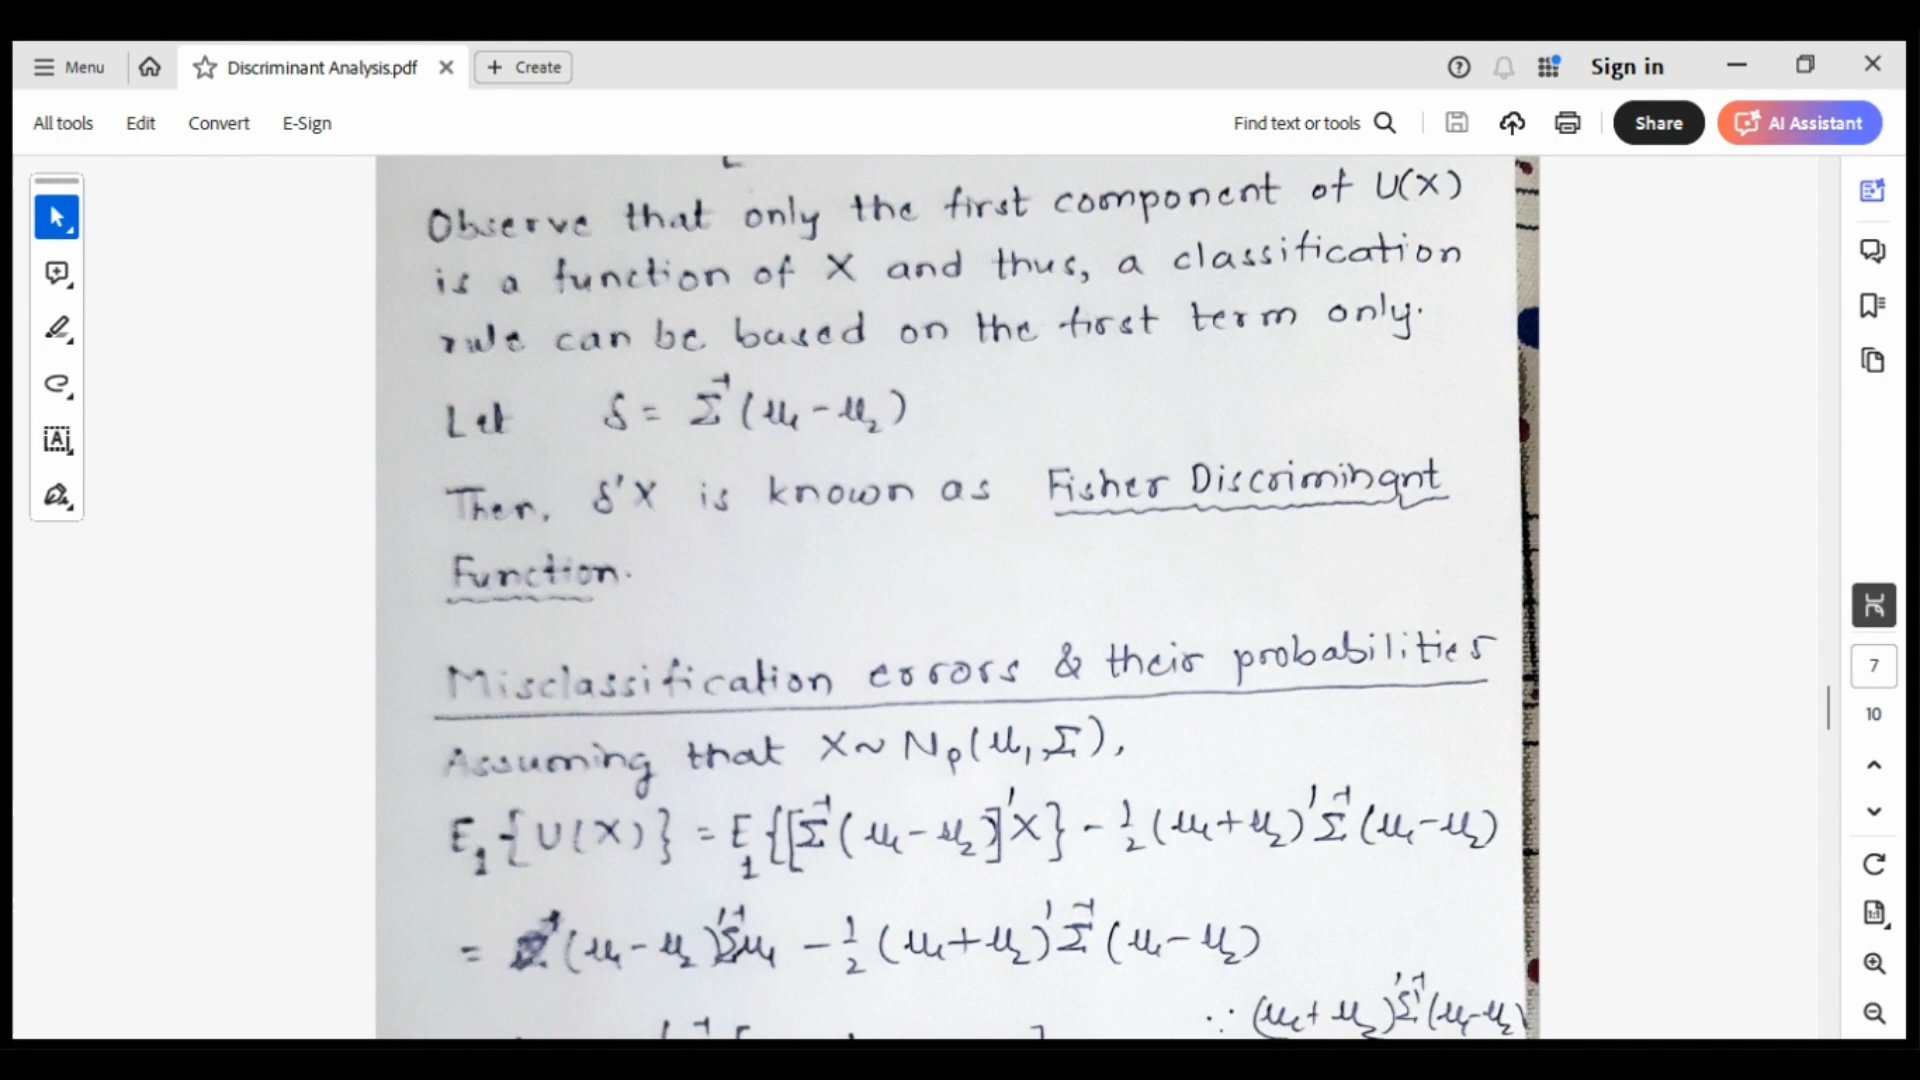 Menu
Discriminant Analysis.pdf
Create
Sign in
All tools
Edit
Convert
E-Sign
Find text or tools
Share
AI Assistant
Observe that only the first component of U(X)
is a function of X and thus, a classification
rule can be based on the first term only.
Let δ = Σ⁻¹(μ₁ - μ₂)
Then, δ'X is known as Fisher Discriminant
Function.
Misclassification errors & their probabilities
Assuming that X ~ Nₚ(μ₁, Σ),
E₁{U(X)} = E₁{[Σ⁻¹(μ₁ - μ₂)]'X} - ½(μ₁ + μ₂)'Σ⁻¹(μ₁ - μ₂)
= (μ₁ - μ₂)'Σ⁻¹μ₁ - ½(μ₁ + μ₂)'Σ⁻¹(μ₁ - μ₂)
∵ (μ₁ + μ₂)'Σ⁻¹(μ₁ - μ₂)
7
10